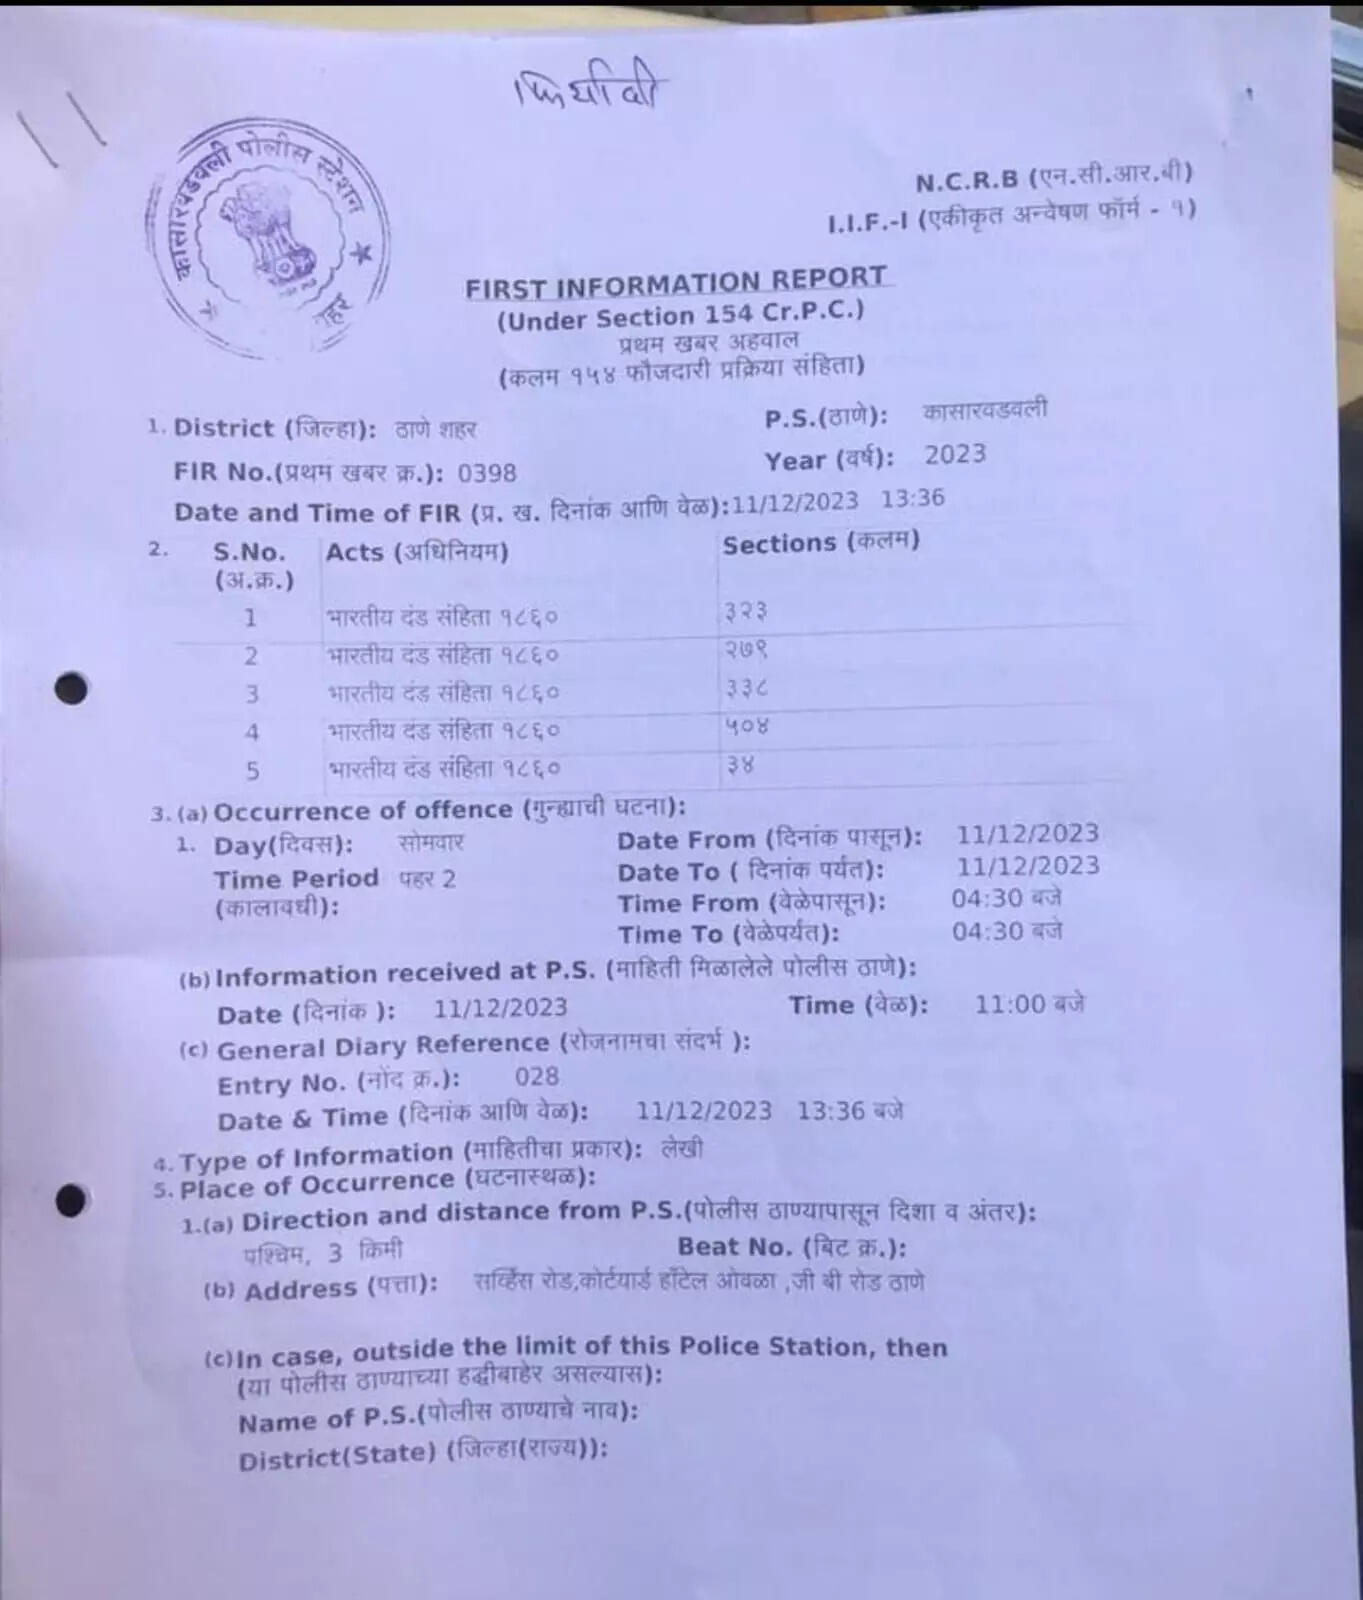 फिर्यादी
कासारवडवली पोलीस स्टेशन
N.C.R.B (एन.सी.आर.बी)
I.I.F.-I (एकीकृत अन्वेषण फॉर्म - १)
FIRST INFORMATION REPORT
(Under Section 154 Cr.P.C.)
प्रथम खबर अहवाल
(कलम १५४ फौजदारी प्रक्रिया संहिता)
1. District (जिल्हा): ठाणे शहर P.S.(ठाणे): कासारवडवली
FIR No.(प्रथम खबर क्र.): 0398 Year (वर्ष): 2023
Date and Time of FIR (प्र. ख. दिनांक आणि वेळ):11/12/2023 13:36
2. S.No. Acts (अधिनियम) Sections (कलम)
(अ.क्र.)
1 भारतीय दंड संहिता १८६० ३२३
2 भारतीय दंड संहिता १८६० २७९
3 भारतीय दंड संहिता १८६० ३३८
4 भारतीय दंड संहिता १८६० ५०४
5 भारतीय दंड संहिता १८६० ३४
3. (a) Occurrence of offence (गुन्ह्याची घटना):
1. Day(दिवस): सोमवार Date From (दिनांक पासून): 11/12/2023
Time Period पहर 2 Date To ( दिनांक पर्यंत): 11/12/2023
(कालावधी): Time From (वेळेपासून): 04:30 बजे
Time To (वेळेपर्यंत): 04:30 बजे
(b) Information received at P.S. (माहिती मिळालेले पोलीस ठाणे):
Date (दिनांक ): 11/12/2023 Time (वेळ): 11:00 बजे
(c) General Diary Reference (रोजनामचा संदर्भ ):
Entry No. (नोंद क्र.): 028
Date & Time (दिनांक आणि वेळ): 11/12/2023 13:36 बजे
4. Type of Information (माहितीचा प्रकार): लेखी
5. Place of Occurrence (घटनास्थळ):
1.(a) Direction and distance from P.S.(पोलीस ठाण्यापासून दिशा व अंतर):
पश्चिम, 3 किमी Beat No. (बिट क्र.):
(b) Address (पत्ता): सर्व्हिस रोड,कोर्टयार्ड हॉटेल ओवळा ,जी बी रोड ठाणे
(c)In case, outside the limit of this Police Station, then
(या पोलीस ठाण्याच्या हद्दीबाहेर असल्यास):
Name of P.S.(पोलीस ठाण्याचे नाव):
District(State) (जिल्हा(राज्य)):